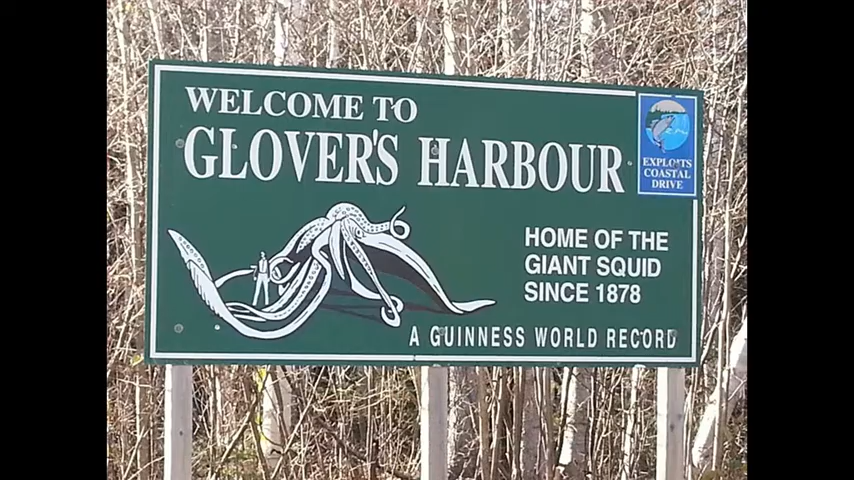 WELCOME TO
GLOVER'S HARBOUR
EXPLOITS
COASTAL
DRIVE
HOME OF THE
GIANT SQUID
SINCE 1878
A GUINNESS WORLD RECORD